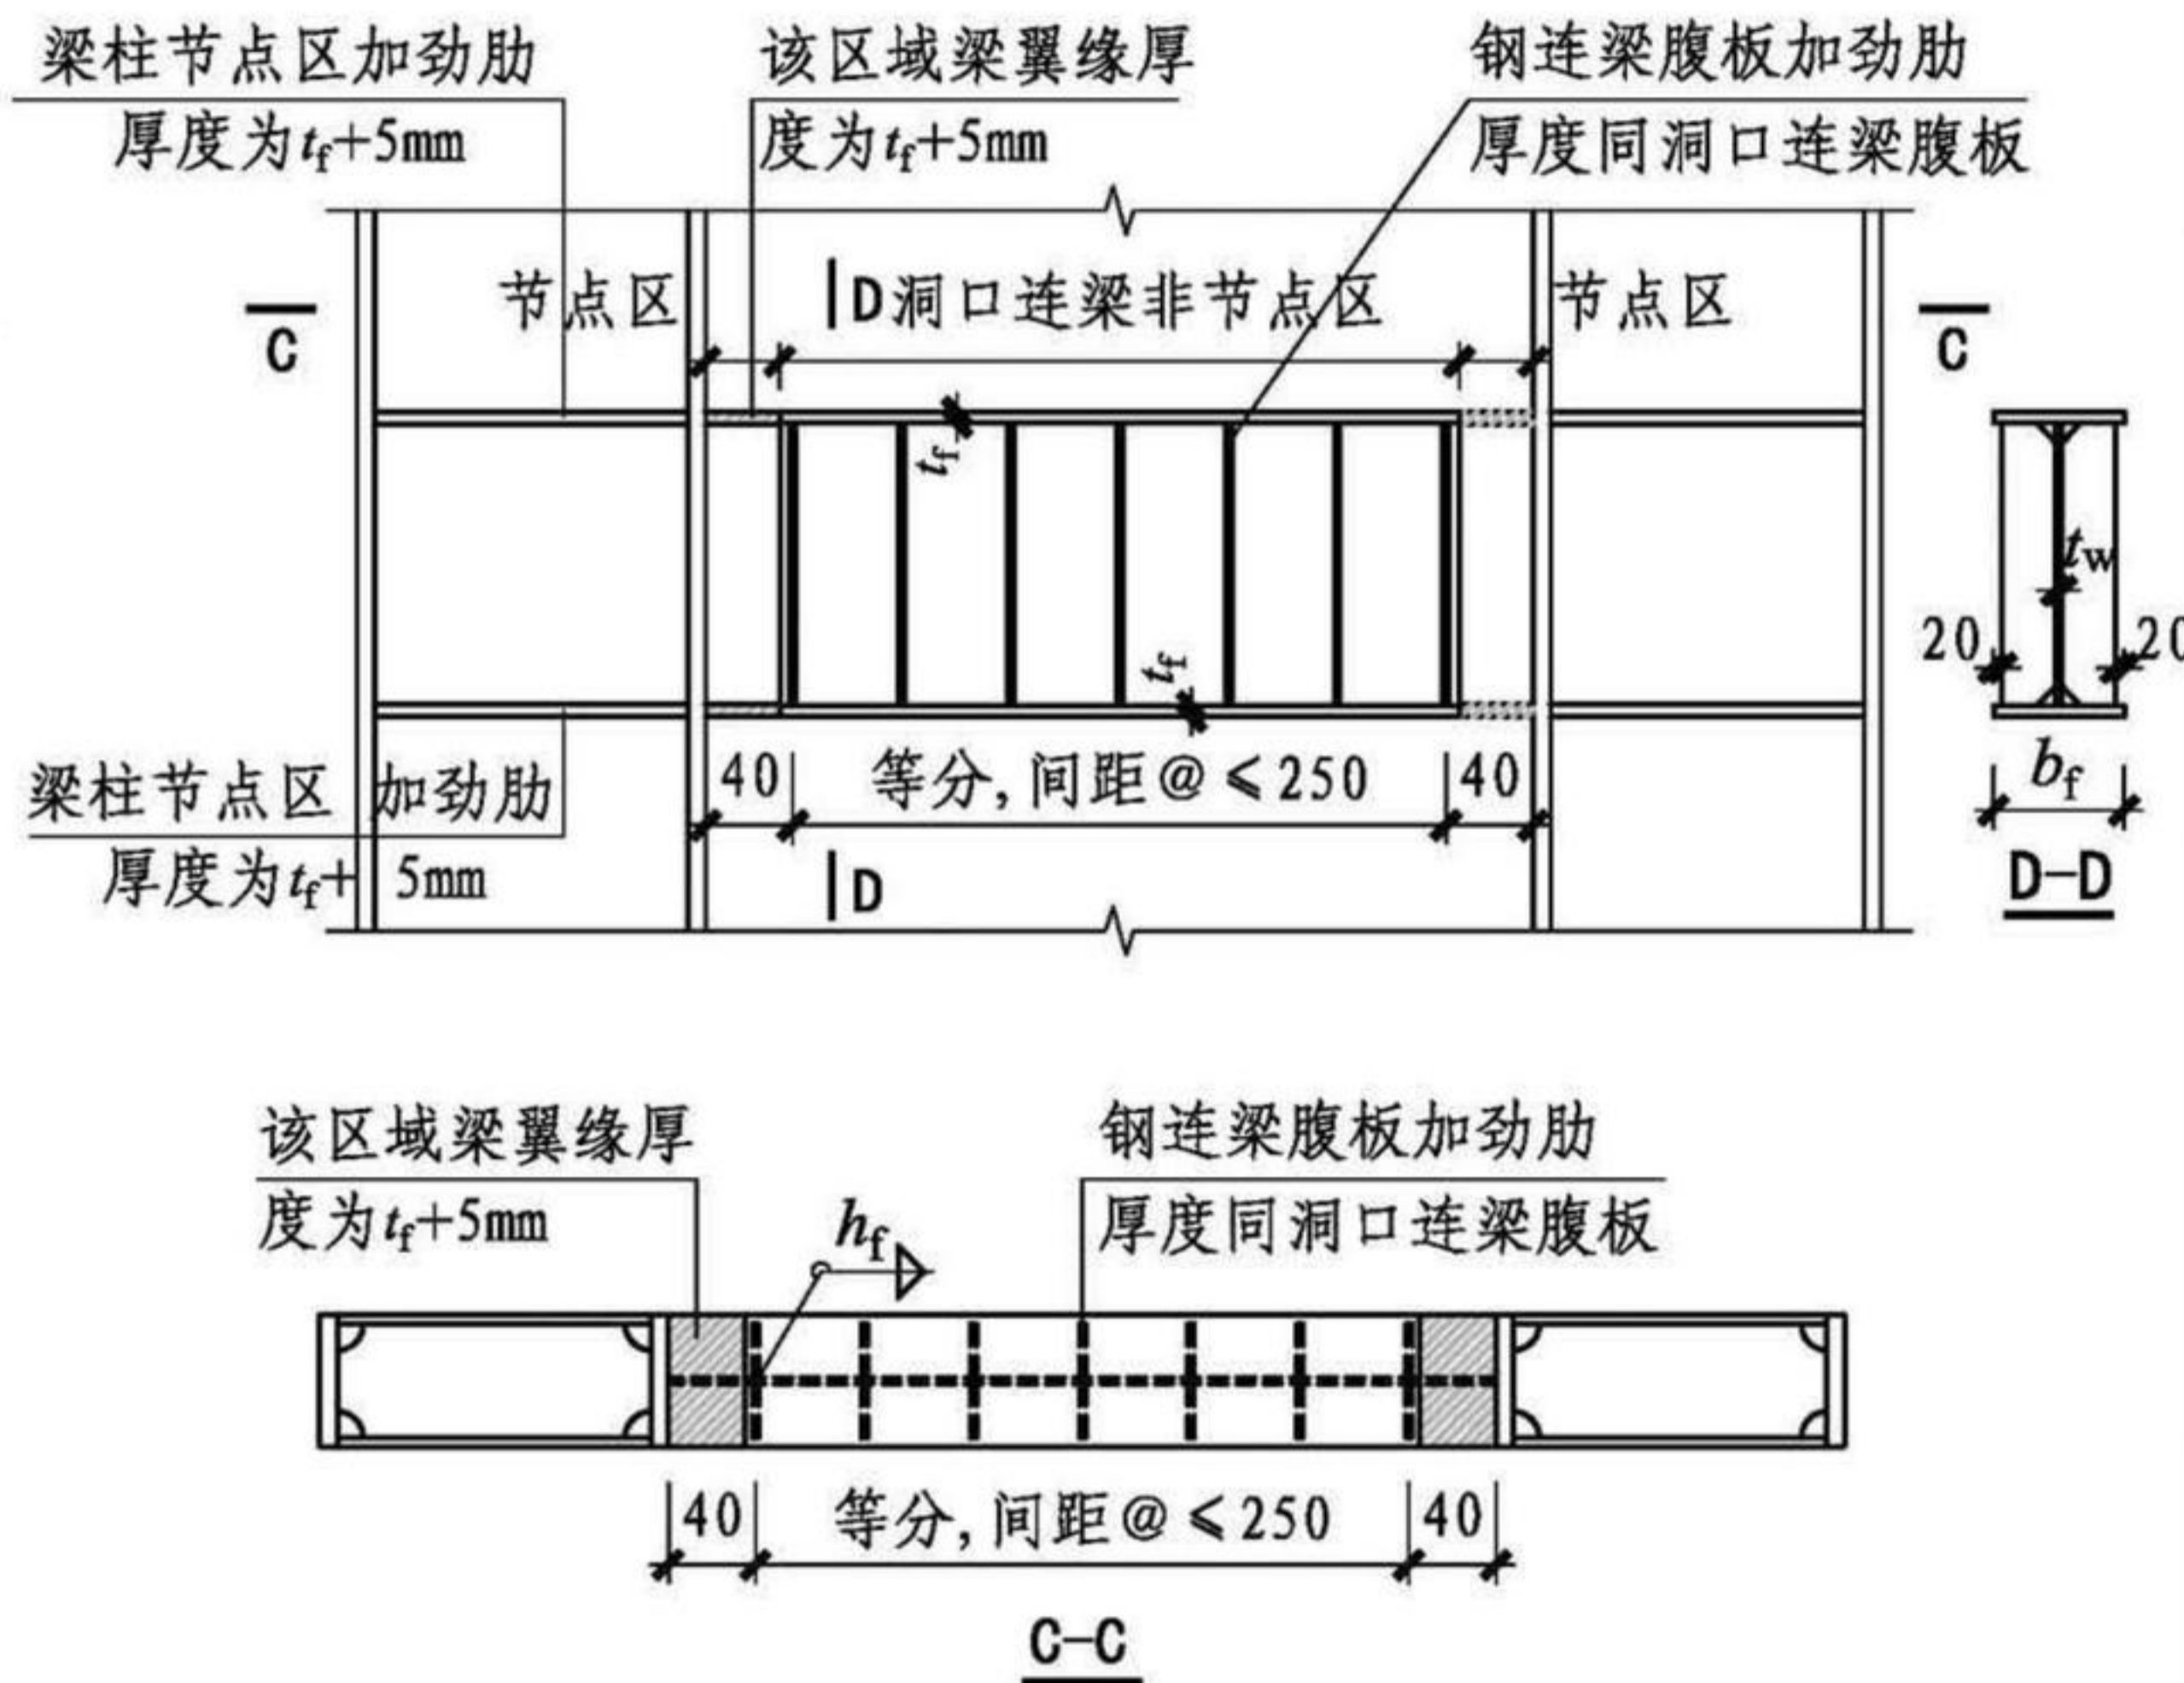 梁柱节点区加劲肋
厚度为tf+5mm
该区域梁翼缘厚
度为tf+5mm
钢连梁腹板加劲肋
厚度同洞口连梁腹板
节点区
D洞口连梁非节点区
节点区
C
C
tf
tf
tw
20
20
梁柱节点区 加劲肋
厚度为tf+ 5mm
40
等分,间距@≤250
40
bf
D
D-D
该区域梁翼缘厚
度为tf+5mm
hf
钢连梁腹板加劲肋
厚度同洞口连梁腹板
40
等分,间距@≤250
40
C-C